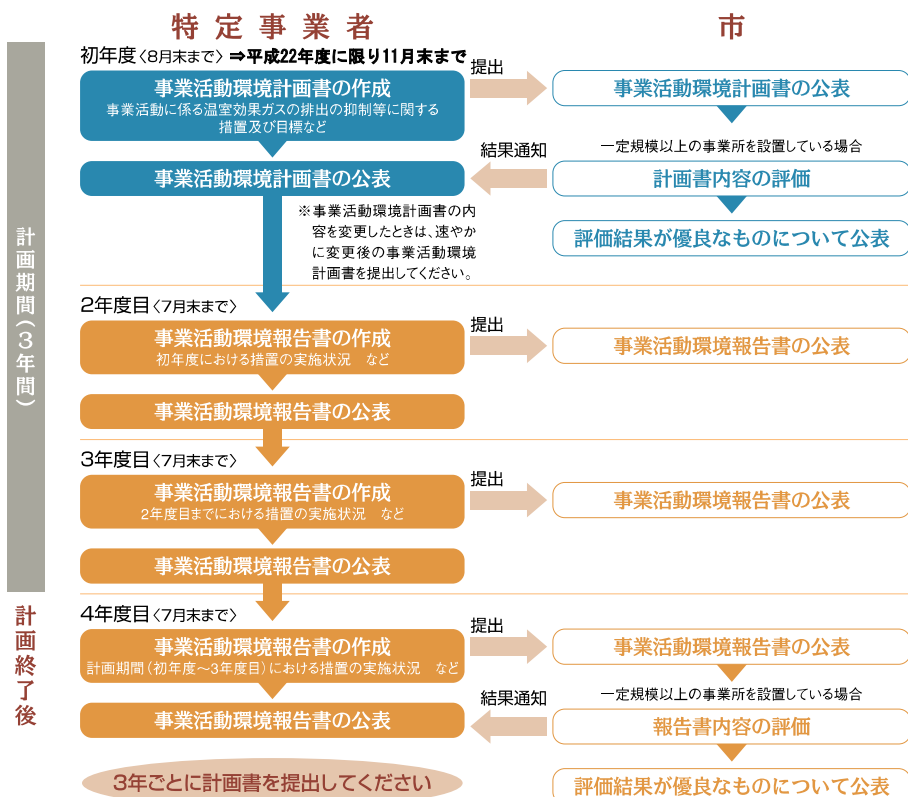 特定事業者
市
計画期間(3年間)
初年度〈8月末まで〉⇒平成22年度に限り11月末まで
事業活動環境計画書の作成
事業活動に係る温室効果ガスの排出の抑制等に関する
措置及び目標など
提出
事業活動環境計画書の公表
一定規模以上の事業所を設置している場合
計画書内容の評価
結果通知
事業活動環境計画書の公表
評価結果が優良なものについて公表
※事業活動環境計画書の内
容を変更したときは、速やか
に変更後の事業活動環境
計画書を提出してください。
2年度目〈7月末まで〉
事業活動環境報告書の作成
初年度における措置の実施状況 など
提出
事業活動環境報告書の公表
事業活動環境報告書の公表
3年度目〈7月末まで〉
事業活動環境報告書の作成
2年度目までにおける措置の実施状況 など
提出
事業活動環境報告書の公表
事業活動環境報告書の公表
計画終了後
4年度目〈7月末まで〉
事業活動環境報告書の作成
計画期間(初年度~3年度目)における措置の実施状況 など
提出
事業活動環境報告書の公表
一定規模以上の事業所を設置している場合
報告書内容の評価
結果通知
事業活動環境報告書の公表
評価結果が優良なものについて公表
3年ごとに計画書を提出してください